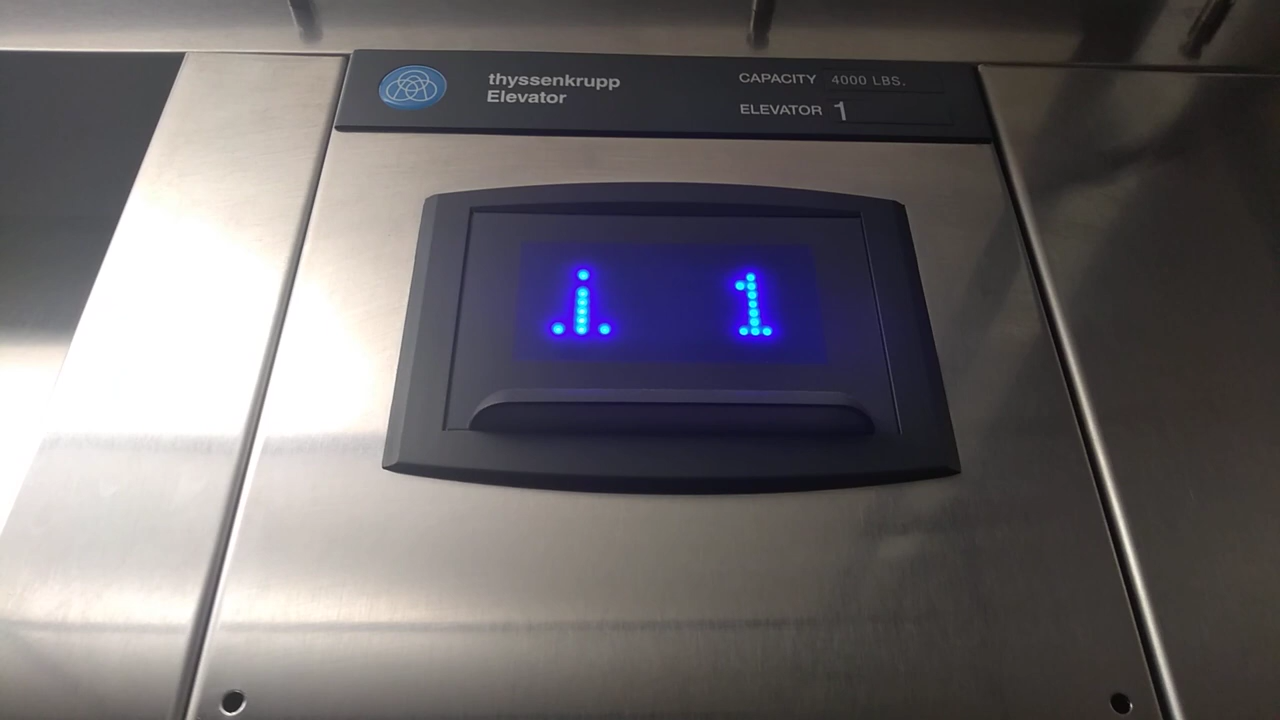 thyssenkrupp
Elevator
CAPACITY 4000 LBS.
ELEVATOR 1
1